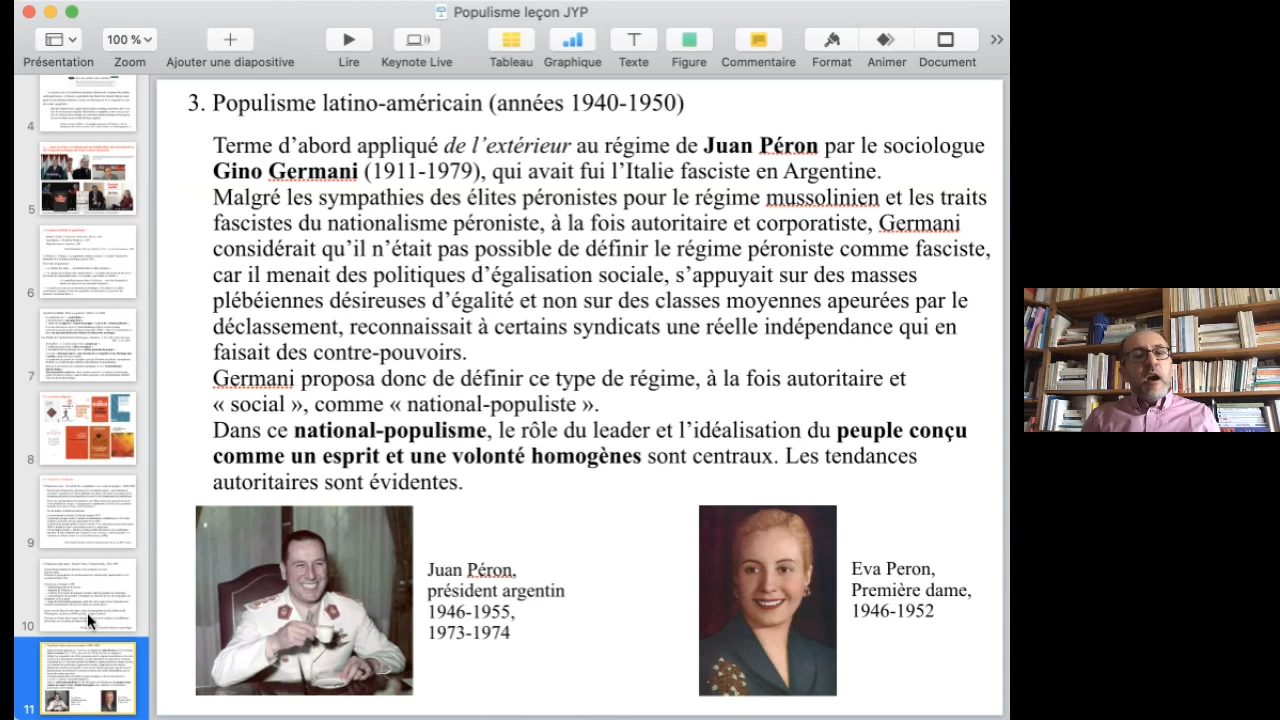 Populisme leçon JYP
100 %
Présentation Zoom Ajouter une diapositive Lire Keynote Live Tableau Graphique Texte Figure Commentaire Format Animer Document
3. Populisme latino-américain (années 1940-1950)
Terme d’abord appliqué de l’extérieur au régime de Juan Péron par le sociologue
Gino Germani (1911-1979), qui avait fui l’Italie fasciste en Argentine.
Malgré les sympathies des élites péronistes pour le régime mussolinien et les traits
fascistes du nationalisme péroniste, à la fois autoritaire et corporatiste, Germani
considérait qu’il n’était pas possible de définir le régime péroniste comme fasciste,
car il menait des politiques d’intégration sociale, s’appuyait sur des masses
plébéiennes désireuses d’égalité et non sur des classes moyennes apeurées par le
déclassement, reconnaissait à certains syndicats une réelle indépendance qui en
faisait des contre-pouvoirs.
Germani proposa donc de définir ce type de régime, à la fois autoritaire et
« social », comme « national-populiste ».
Dans ce national-populisme, le rôle du leader et l’idéalisation du peuple conçu
comme un esprit et une volonté homogènes sont centraux. Les tendances
autoritaires sont évidentes.
Juan Peron,
président argentin
1946-1955,
1973-1974
Eva Peron,
Première dame,
1946-1952
4
5
6
7
8
9
10
11